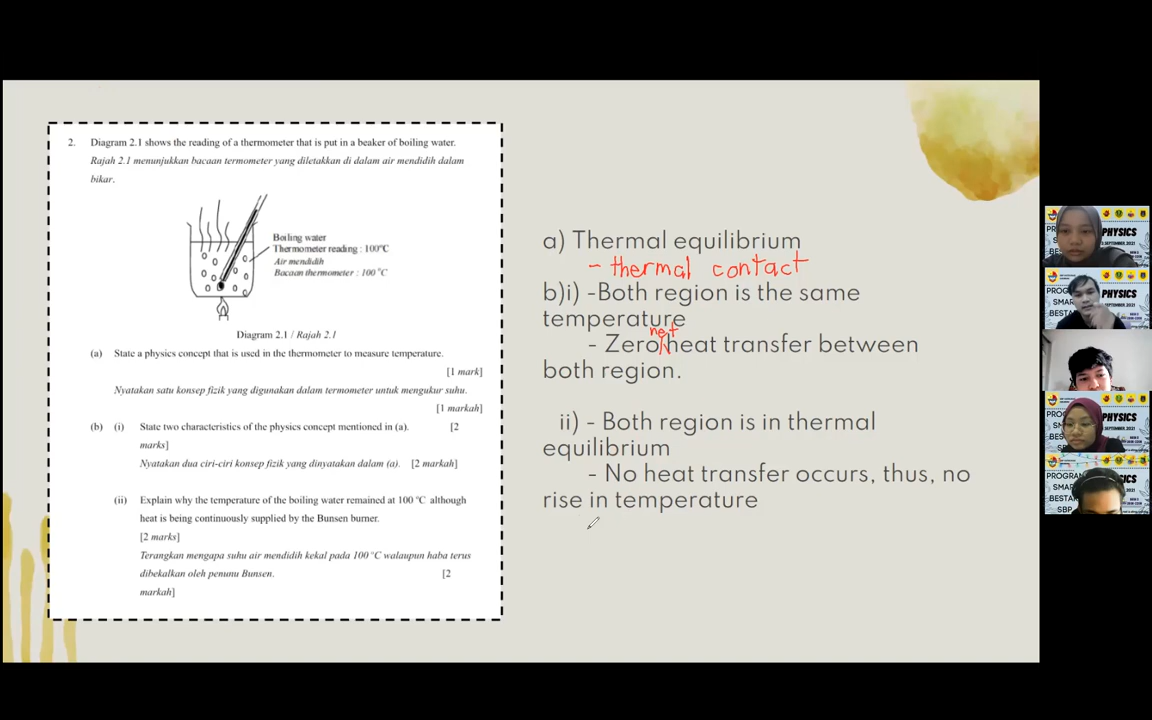 2. Diagram 2.1 shows the reading of a thermometer that is put in a beaker of boiling water.
Rajah 2.1 menunjukkan bacaan termometer yang diletakkan di dalam air mendidih dalam
bikar.
Boiling water
Thermometer reading : 100°C
Air mendidih
Bacaan thermometer : 100 °C
Diagram 2.1 / Rajah 2.1
(a) State a physics concept that is used in the thermometer to measure temperature.
[1 mark]
Nyatakan satu konsep fizik yang digunakan dalam termometer untuk mengukur suhu.
[1 markah]
(b) (i) State two characteristics of the physics concept mentioned in (a). [2
marks]
Nyatakan dua ciri-ciri konsep fizik yang dinyatakan dalam (a). [2 markah]
(ii) Explain why the temperature of the boiling water remained at 100 °C although
heat is being continuously supplied by the Bunsen burner.
[2 marks]
Terangkan mengapa suhu air mendidih kekal pada 100 °C walaupun haba terus
dibekalkan oleh penunu Bunsen. [2
markah]
a) Thermal equilibrium
- thermal contact
b)i) -Both region is the same
temperature
net
- Zero heat transfer between
both region.
ii) - Both region is in thermal
equilibrium
- No heat transfer occurs, thus, no
rise in temperature
PHYSICS
PHYSICS
PHYSICS
PHYSICS